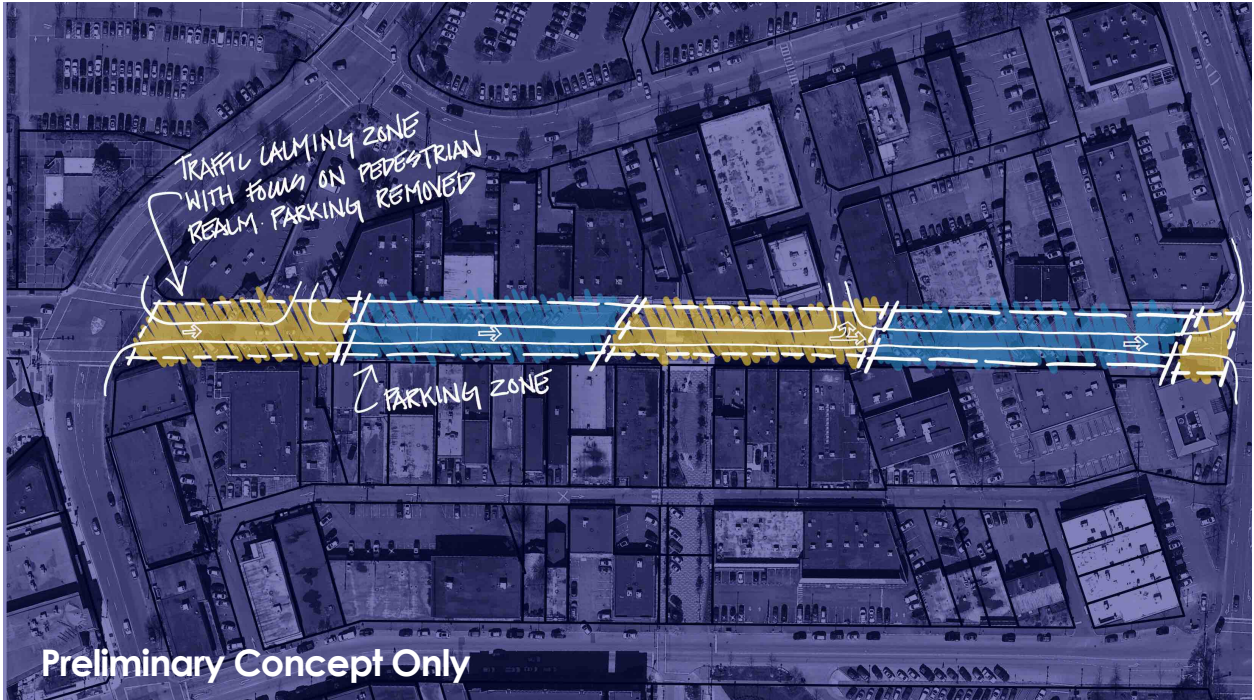 TRAFFIC CALMING ZONE
WITH FOCUS ON PEDESTRIAN
REALM. PARKING REMOVED
PARKING ZONE
Preliminary Concept Only